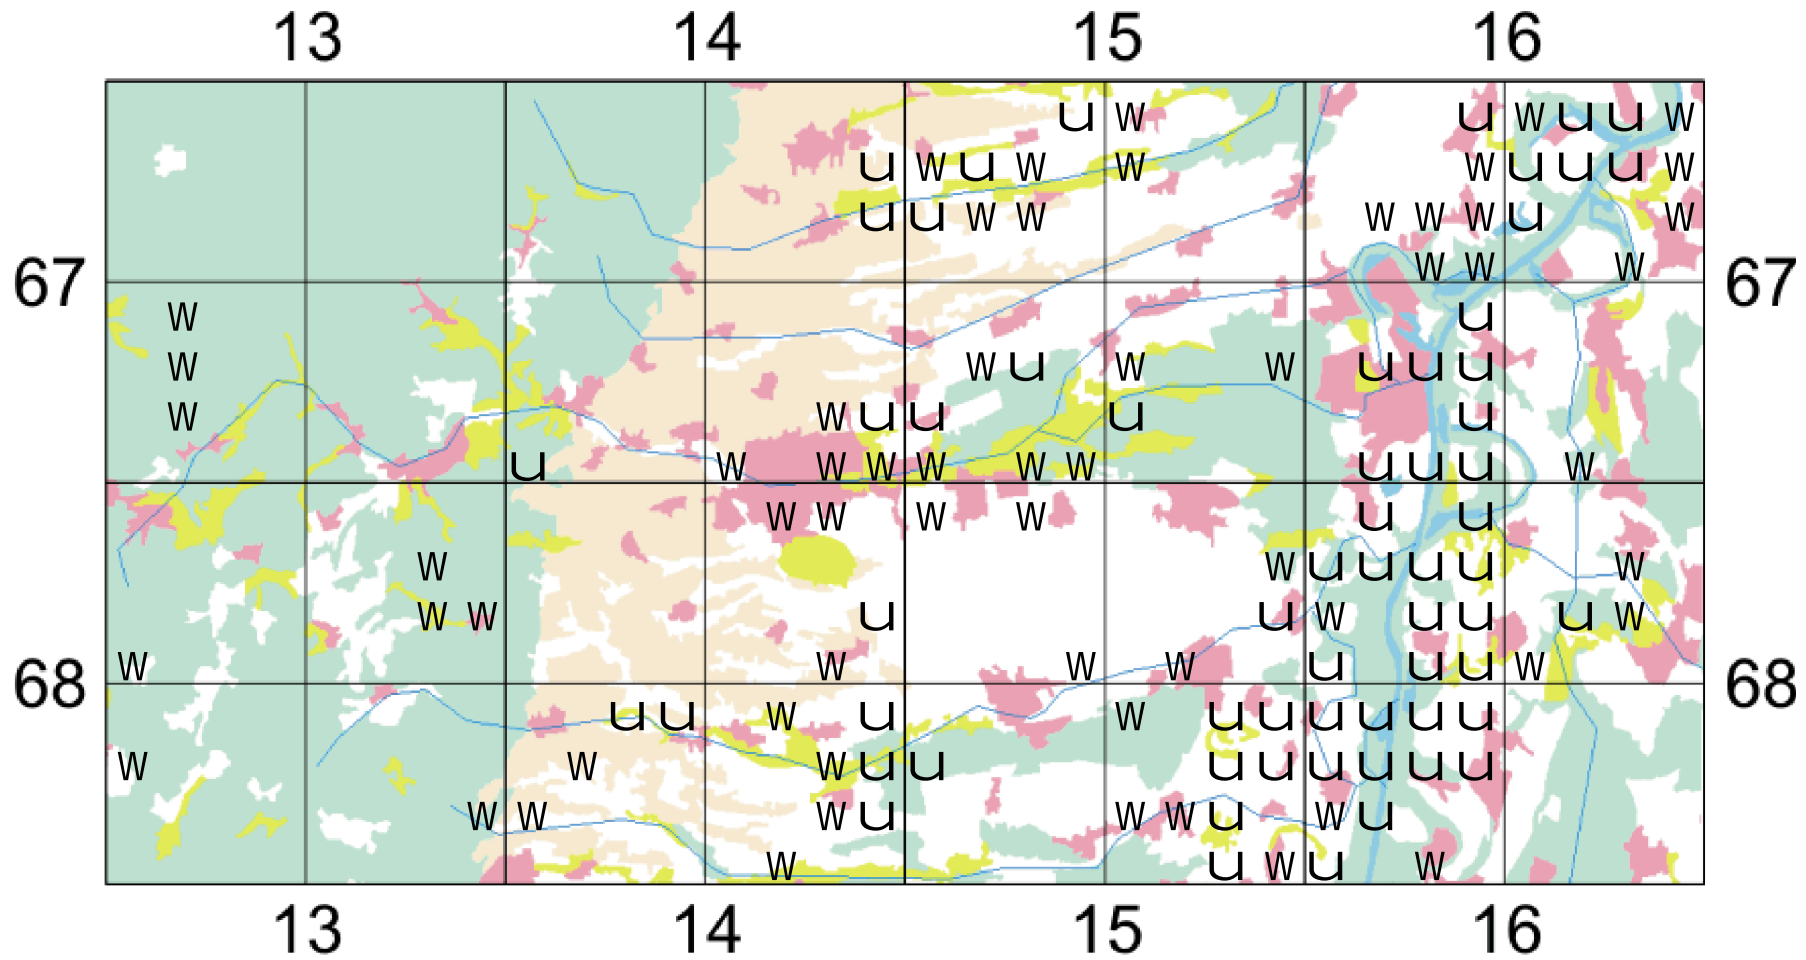 13 14 15 16
u w u w u u w
u w u w w w u u u w
u u w w w w w u w
67 w w w 67
w u
w w u w w u u u
w w u u u u
u w w w w w w u u u w
w w w w u u
w w u u u u w
w w u u w u u u w
w w w w u u u w
68 68
u u w u w u u u u u u
w w w u u u u u u u u
w w w u w w u w u
w u w u w
13 14 15 16